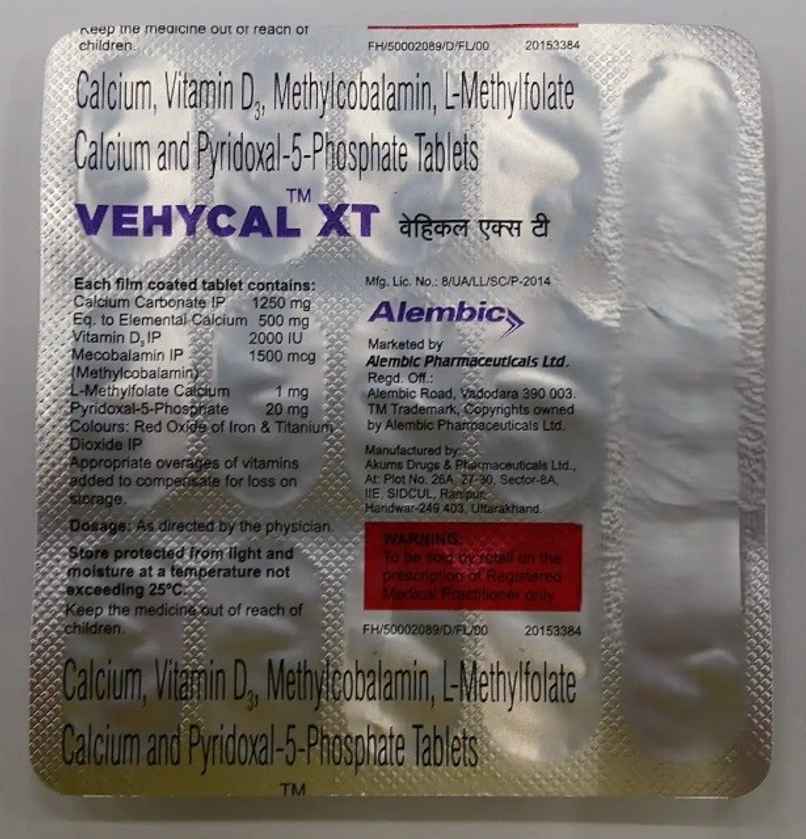 Keep the medicine out of reach of
children.
FH/50002089/D/FL/00 20153384
Calcium, Vitamin D3, Methylcobalamin, L-Methylfolate
Calcium and Pyridoxal-5-Phosphate Tablets
VEHYCAL™ XT वेहिकल एक्स टी
Each film coated tablet contains:
Calcium Carbonate IP 1250 mg
Eq. to Elemental Calcium 500 mg
Vitamin D3 IP 2000 IU
Mecobalamin IP 1500 mcg
(Methylcobalamin)
L-Methylfolate Calcium 1 mg
Pyridoxal-5-Phosphate 20 mg
Colours: Red Oxide of Iron & Titanium
Dioxide IP
Appropriate overages of vitamins
added to compensate for loss on
storage.
Dosage: As directed by the physician.
Store protected from light and
moisture at a temperature not
exceeding 25°C.
Keep the medicine out of reach of
children.
Mfg. Lic. No.: 8/UA/LL/SC/P-2014
Alembic
Marketed by
Alembic Pharmaceuticals Ltd.
Regd. Off.:
Alembic Road, Vadodara 390 003.
TM Trademark, Copyrights owned
by Alembic Pharmaceuticals Ltd.
Manufactured by:
Akums Drugs & Pharmaceuticals Ltd.,
At: Plot No. 26A, 27-30, Sector-8A,
IIE, SIDCUL, Ranipur,
Haridwar-249 403, Uttarakhand.
WARNING:
To be sold by retail on the
prescription of Registered
Medical Practitioner only.
FH/50002089/D/FL/00 20153384
Calcium, Vitamin D3, Methylcobalamin, L-Methylfolate
Calcium and Pyridoxal-5-Phosphate Tablets
TM